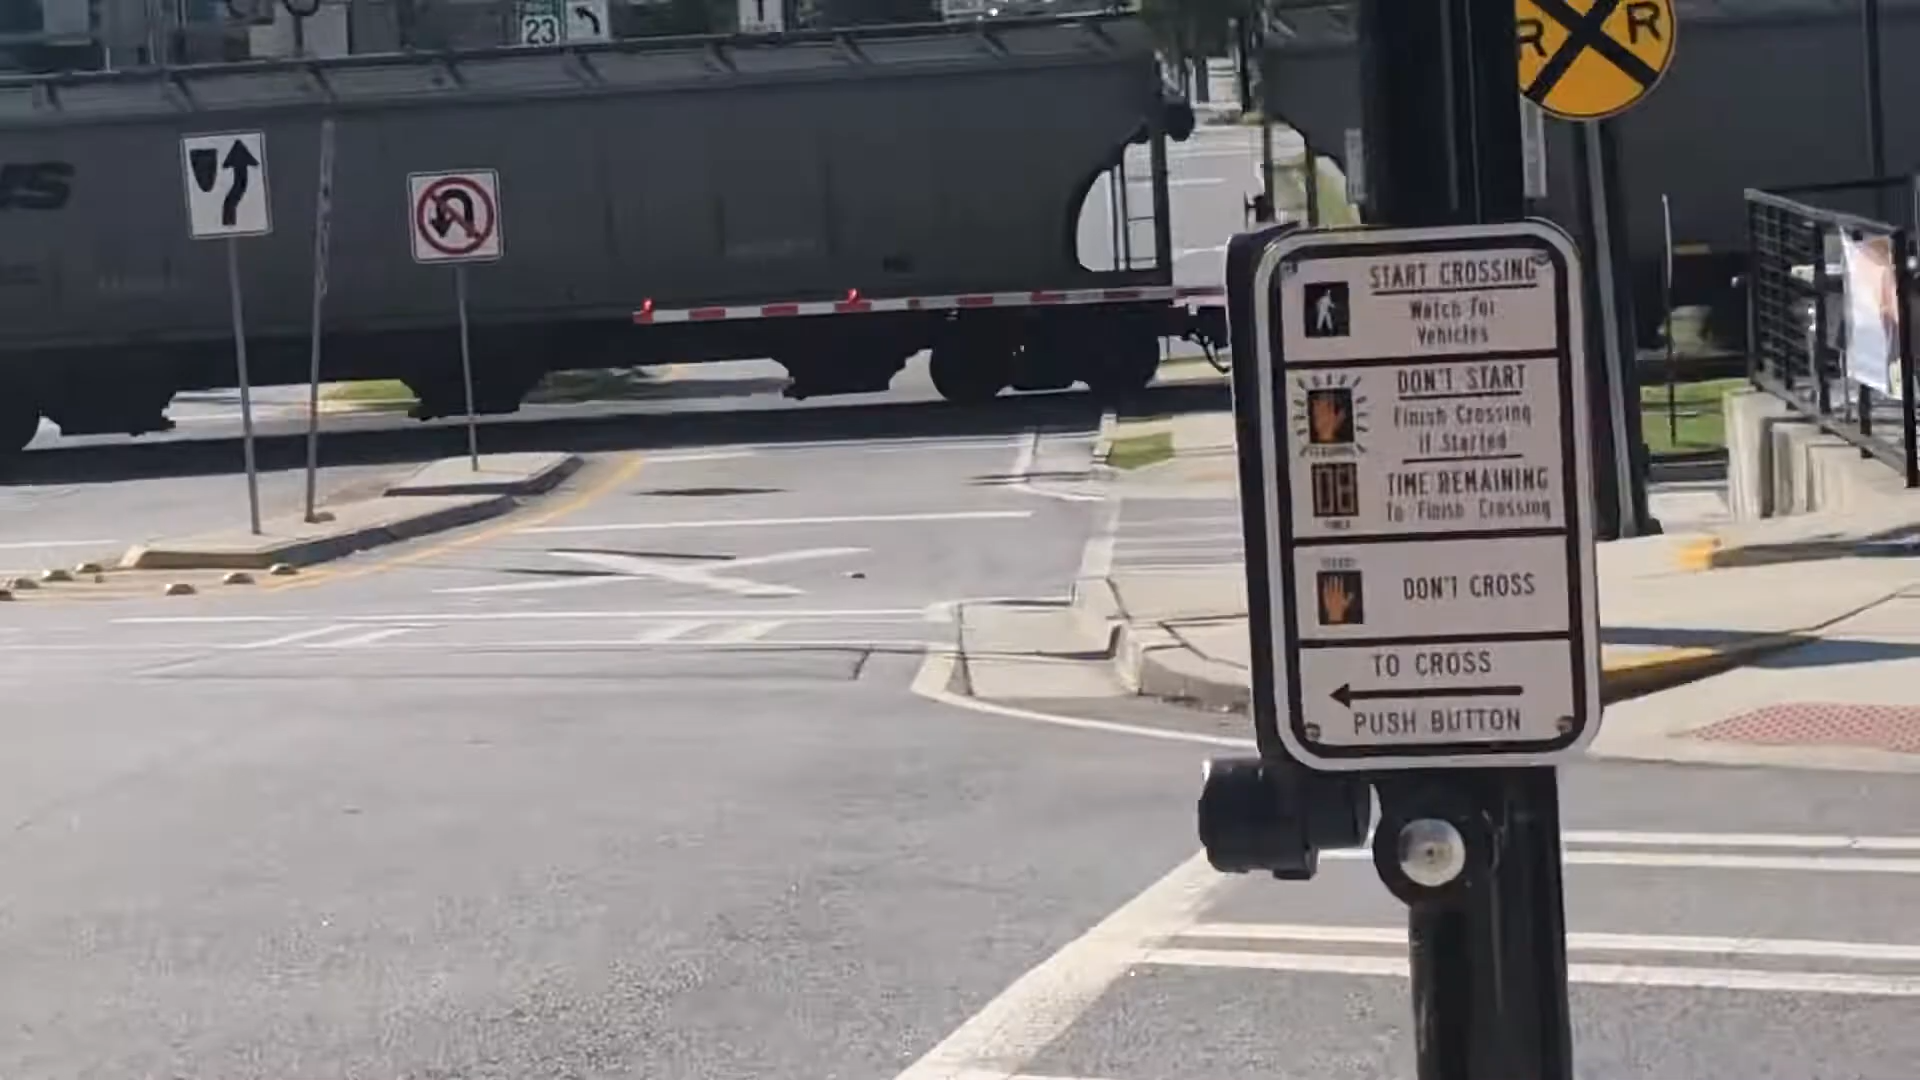 23
R R
START CROSSING
Watch for
Vehicles
DON'T START
Finish Crossing
If Started
TIME REMAINING
To Finish Crossing
DON'T CROSS
TO CROSS
PUSH BUTTON